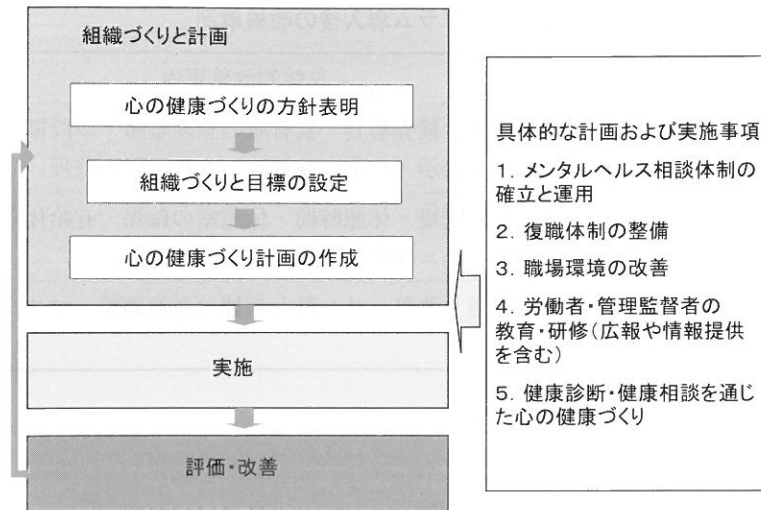 組織づくりと計画
心の健康づくりの方針表明
組織づくりと目標の設定
心の健康づくり計画の作成
実施
評価・改善
具体的な計画および実施事項
1. メンタルヘルス相談体制の
確立と運用
2. 復職体制の整備
3. 職場環境の改善
4. 労働者・管理監督者の
教育・研修(広報や情報提供
を含む)
5. 健康診断・健康相談を通じ
た心の健康づくり